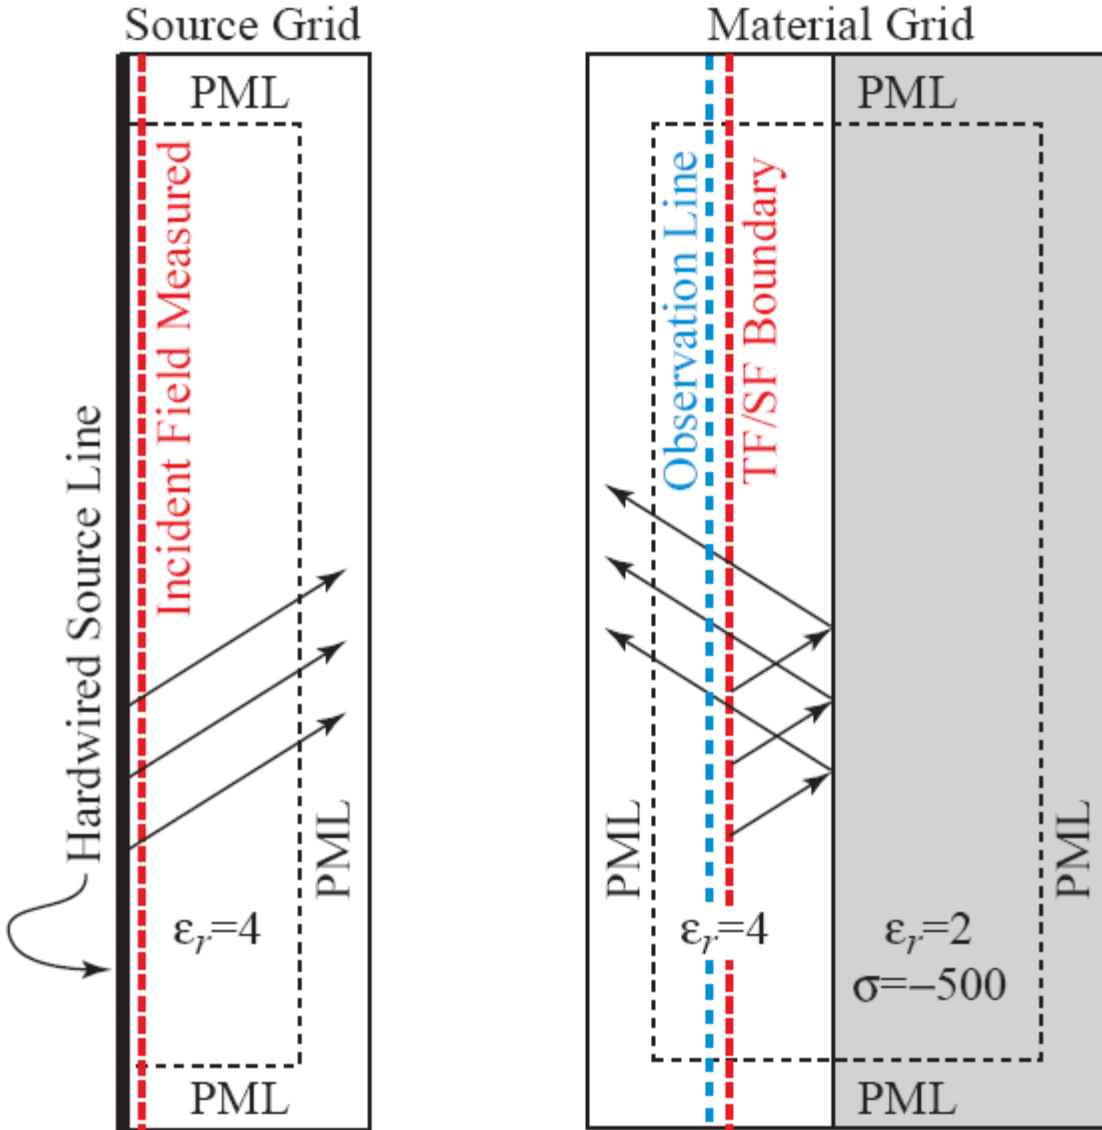 Source Grid
PML
Hardwired Source Line
Incident Field Measured
PML
εr=4
PML
Material Grid
PML
Observation Line
TF/SF Boundary
PML
PML
εr=4
εr=2
σ=−500
PML